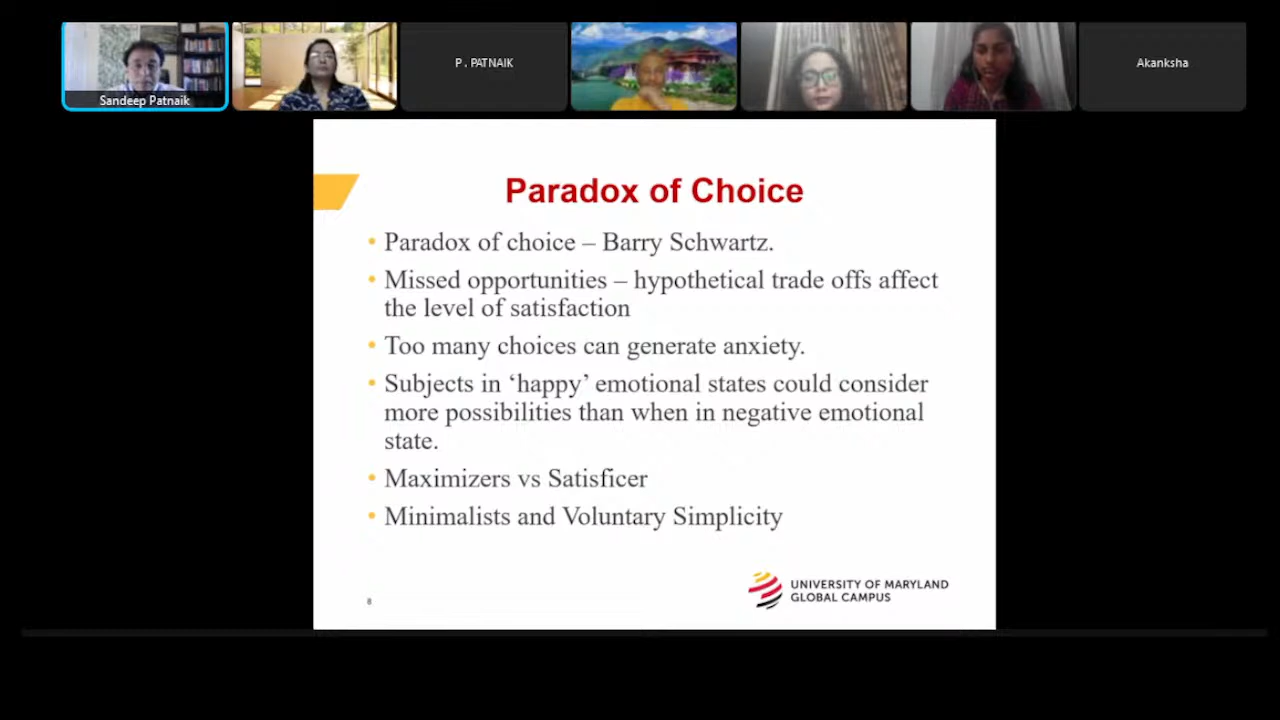 Sandeep Patnaik
P . PATNAIK
Akanksha
Paradox of Choice
• Paradox of choice – Barry Schwartz.
• Missed opportunities – hypothetical trade offs affect
the level of satisfaction
• Too many choices can generate anxiety.
• Subjects in ‘happy’ emotional states could consider
more possibilities than when in negative emotional
state.
• Maximizers vs Satisficer
• Minimalists and Voluntary Simplicity
8
UNIVERSITY OF MARYLAND
GLOBAL CAMPUS